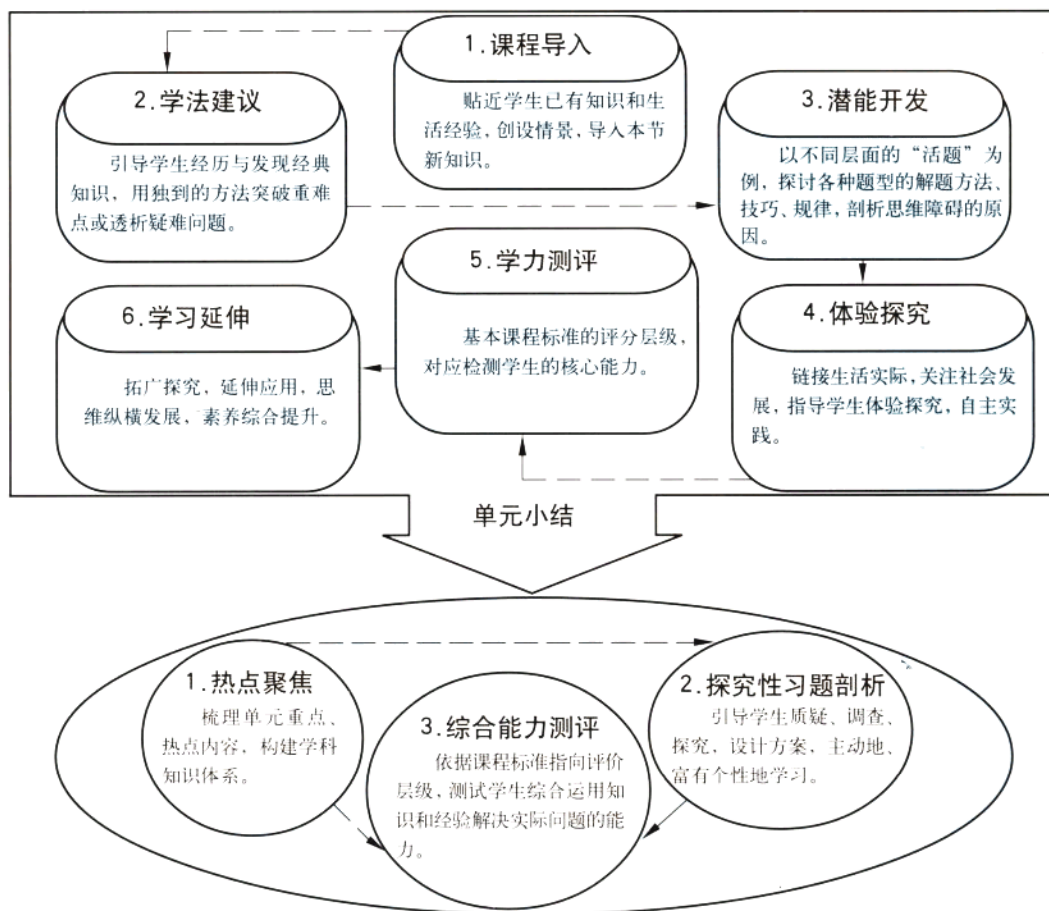 1.课程导入
贴近学生已有知识和生
活经验，创设情景，导入本节
新知识。
2.学法建议
引导学生经历与发现经典
知识，用独到的方法突破重难
点或透析疑难问题。
3.潜能开发
以不同层面的“活题”为
例，探讨各种题型的解题方法、
技巧、规律，剖析思维障碍的原
因。
4.体验探究
链接生活实际，关注社会发
展，指导学生体验探究，自主实
践。
5.学力测评
基本课程标准的评分层级，
对应检测学生的核心能力。
6.学习延伸
拓广探究，延伸应用，思
维纵横发展，素养综合提升。
单元小结
1.热点聚焦
梳理单元重点、
热点内容，构建学科
知识体系。
2.探究性习题剖析
引导学生质疑、调查、
探究，设计方案，主动地、
富有个性地学习。
3.综合能力测评
依据课程标准指向评价
层级，测试学生综合运用知
识和经验解决实际问题的能
力。